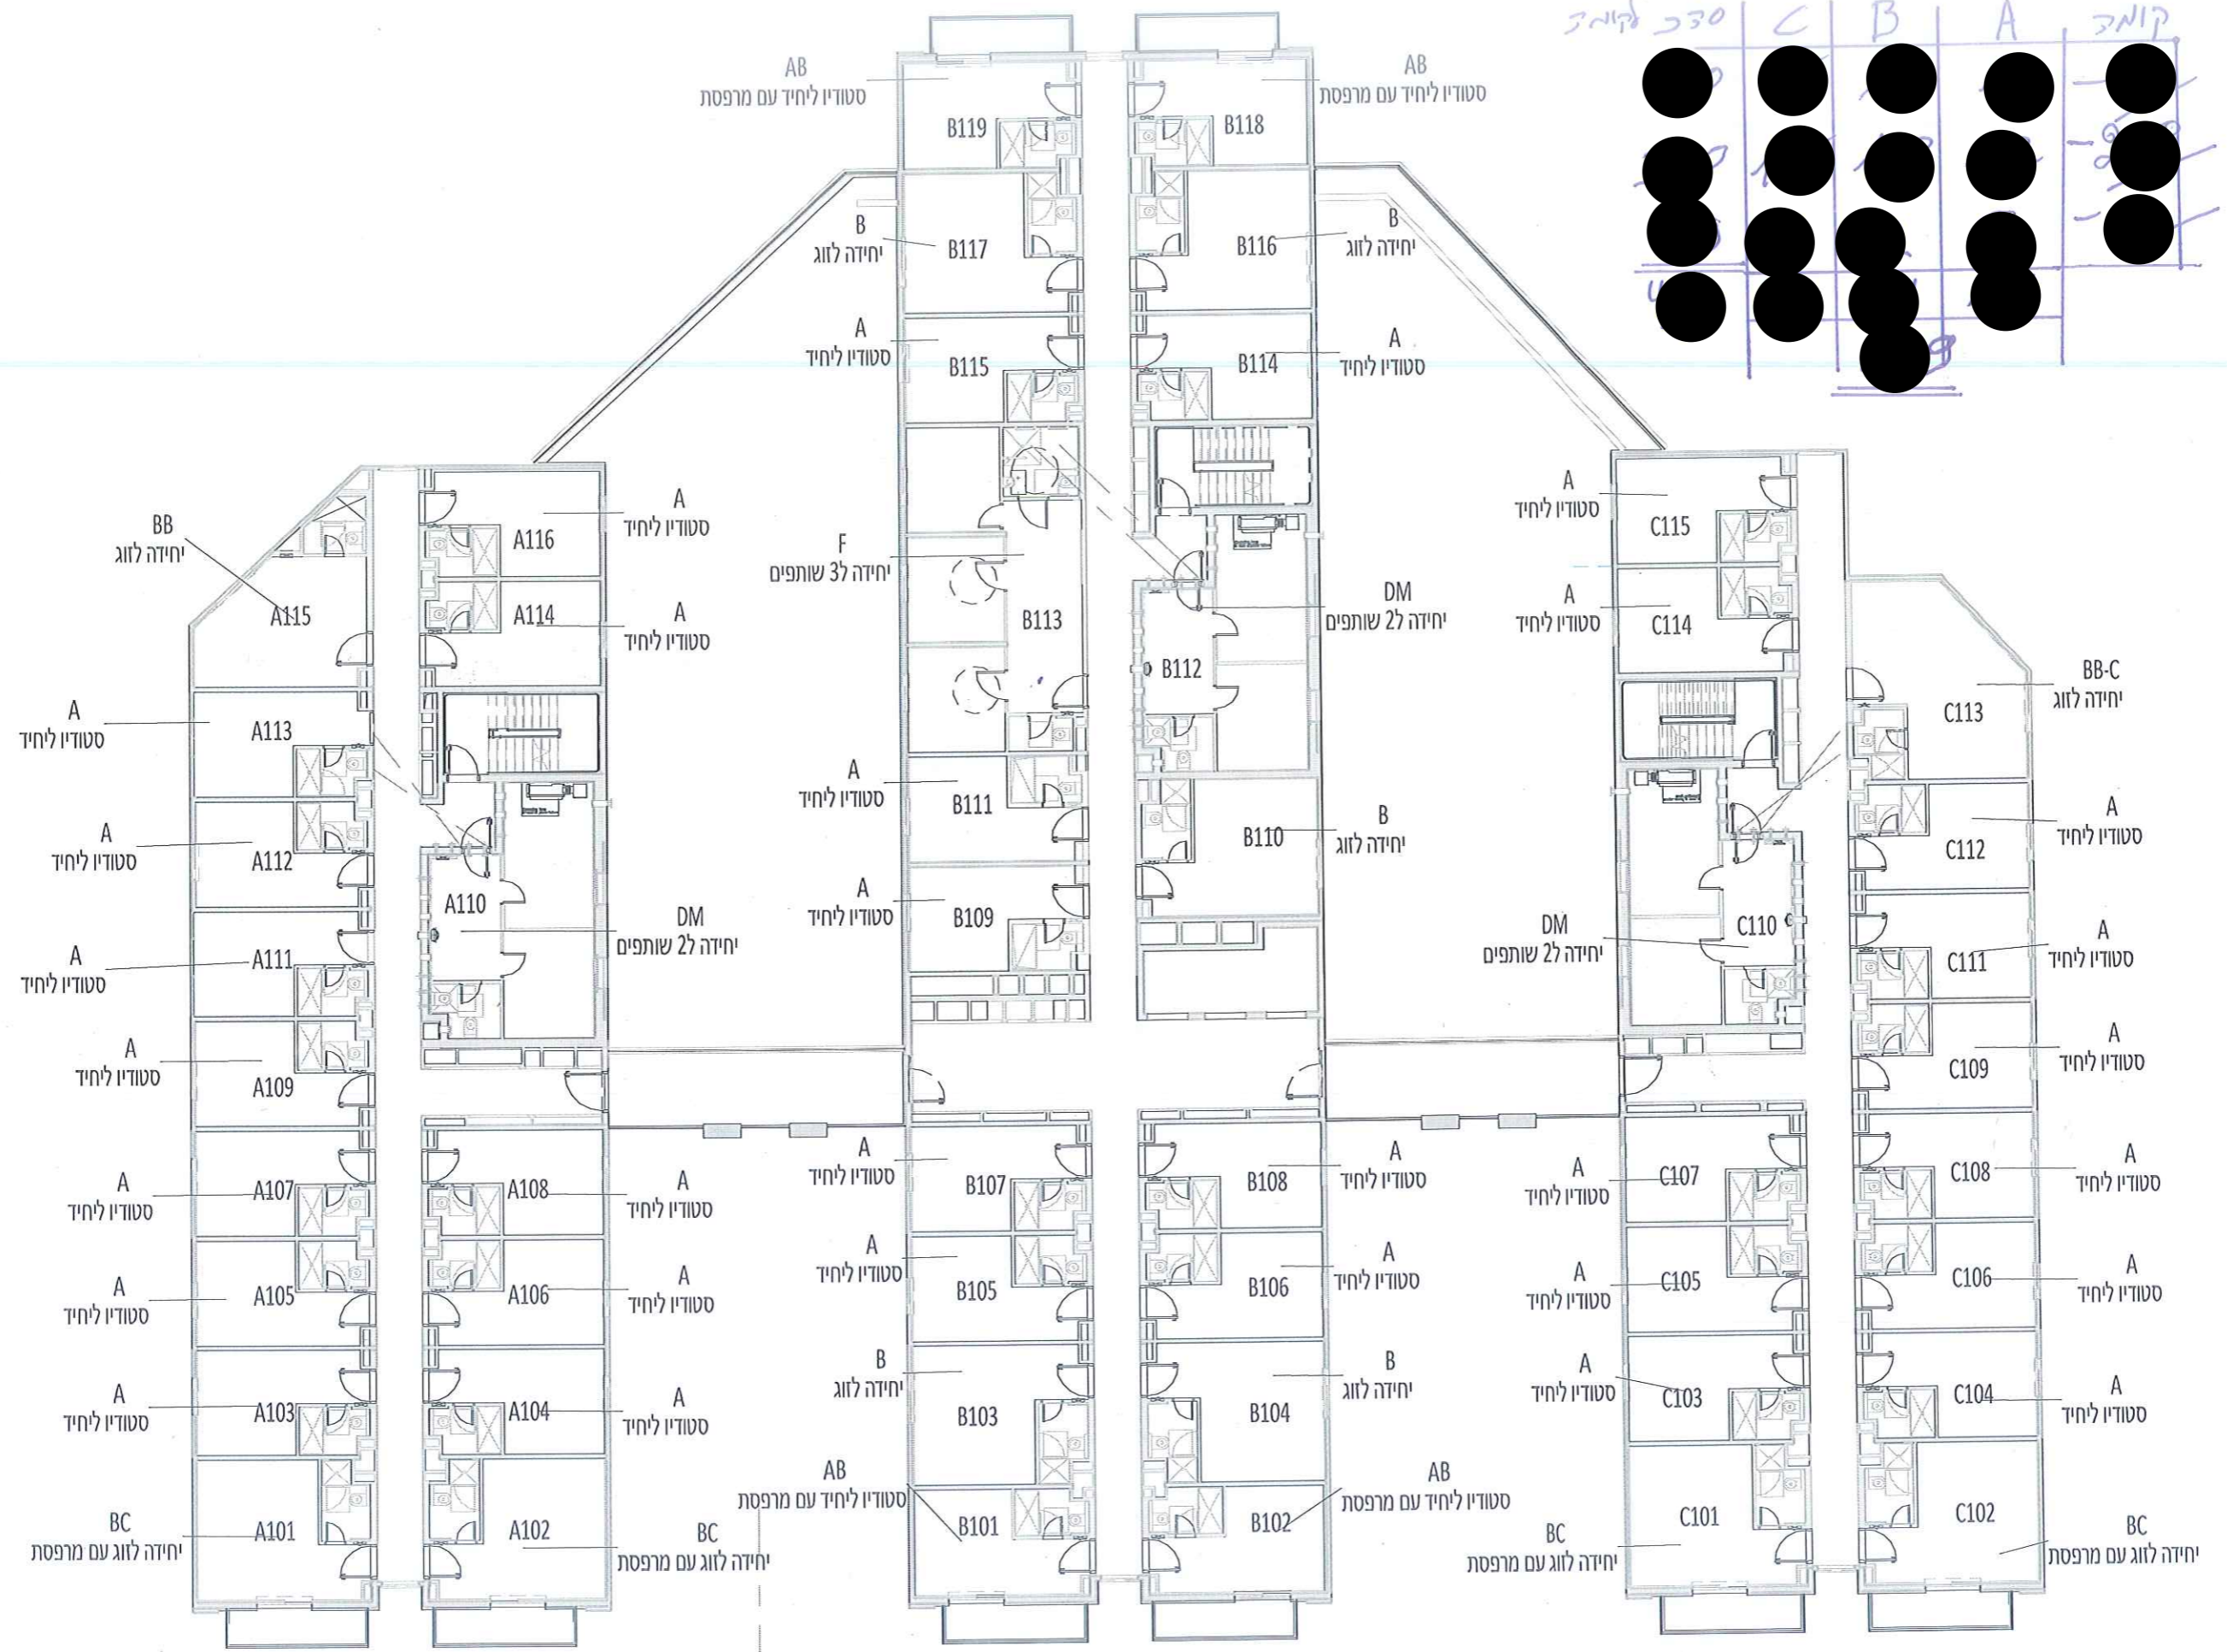 קומה A B C סהכ לקומה
AB
סטודיו ליחיד עם מרפסת
B119
B118
AB
סטודיו ליחיד עם מרפסת
B
יחידה לזוג
B117
B116
B
יחידה לזוג
A
סטודיו ליחיד
B115
B114
A
סטודיו ליחיד
F
יחידה ל3 שותפים
B113
B112
DM
יחידה ל2 שותפים
A
סטודיו ליחיד
B111
B110
B
יחידה לזוג
A
סטודיו ליחיד
B109
A
סטודיו ליחיד
B107
B108
A
סטודיו ליחיד
A
סטודיו ליחיד
B105
B106
A
סטודיו ליחיד
B
יחידה לזוג
B103
B104
B
יחידה לזוג
AB
סטודיו ליחיד עם מרפסת
B101
B102
AB
סטודיו ליחיד עם מרפסת
BB
יחידה לזוג
A115
A116
A
סטודיו ליחיד
A114
A
סטודיו ליחיד
A
סטודיו ליחיד
A113
A
סטודיו ליחיד
A112
A110
DM
יחידה ל2 שותפים
A
סטודיו ליחיד
A111
A
סטודיו ליחיד
A109
A
סטודיו ליחיד
A107
A108
A
סטודיו ליחיד
A
סטודיו ליחיד
A105
A106
A
סטודיו ליחיד
A
סטודיו ליחיד
A103
A104
A
סטודיו ליחיד
BC
יחידה לזוג עם מרפסת
A101
A102
BC
יחידה לזוג עם מרפסת
A
סטודיו ליחיד
C115
A
סטודיו ליחיד
C114
C113
BB-C
יחידה לזוג
C112
A
סטודיו ליחיד
DM
יחידה ל2 שותפים
C110
C111
A
סטודיו ליחיד
C109
A
סטודיו ליחיד
A
סטודיו ליחיד
C107
C108
A
סטודיו ליחיד
A
סטודיו ליחיד
C105
C106
A
סטודיו ליחיד
A
סטודיו ליחיד
C103
C104
A
סטודיו ליחיד
BC
יחידה לזוג עם מרפסת
C101
C102
BC
יחידה לזוג עם מרפסת